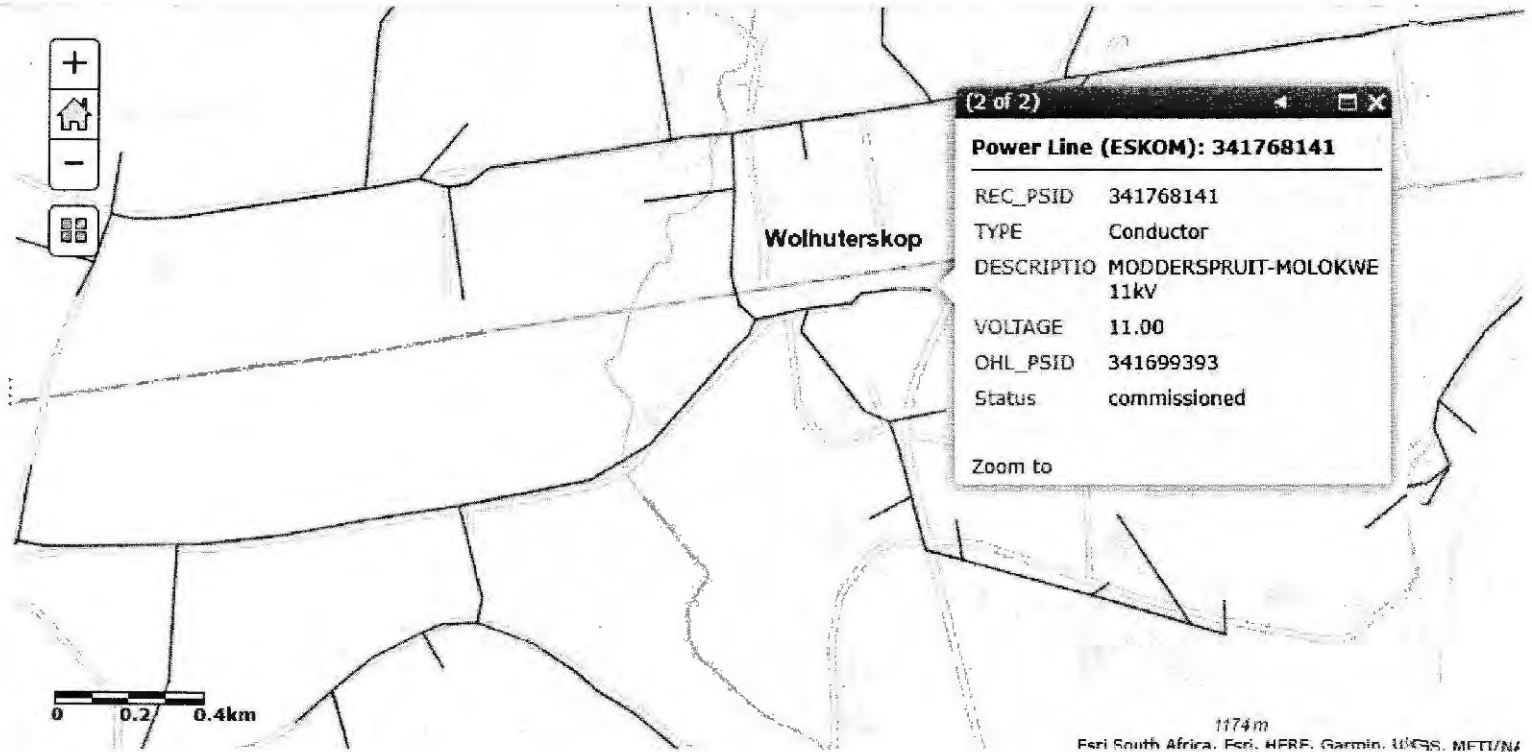 +
−
(2 of 2)
Power Line (ESKOM): 341768141
REC_PSID 341768141
TYPE Conductor
DESCRIPTIO MODDERSPRUIT-MOLOKWE
11kV
VOLTAGE 11.00
OHL_PSID 341699393
Status commissioned
Zoom to
Wolhuterskop
0 0.2 0.4km
1174m
Esri South Africa, Esri, HERE, Garmin,